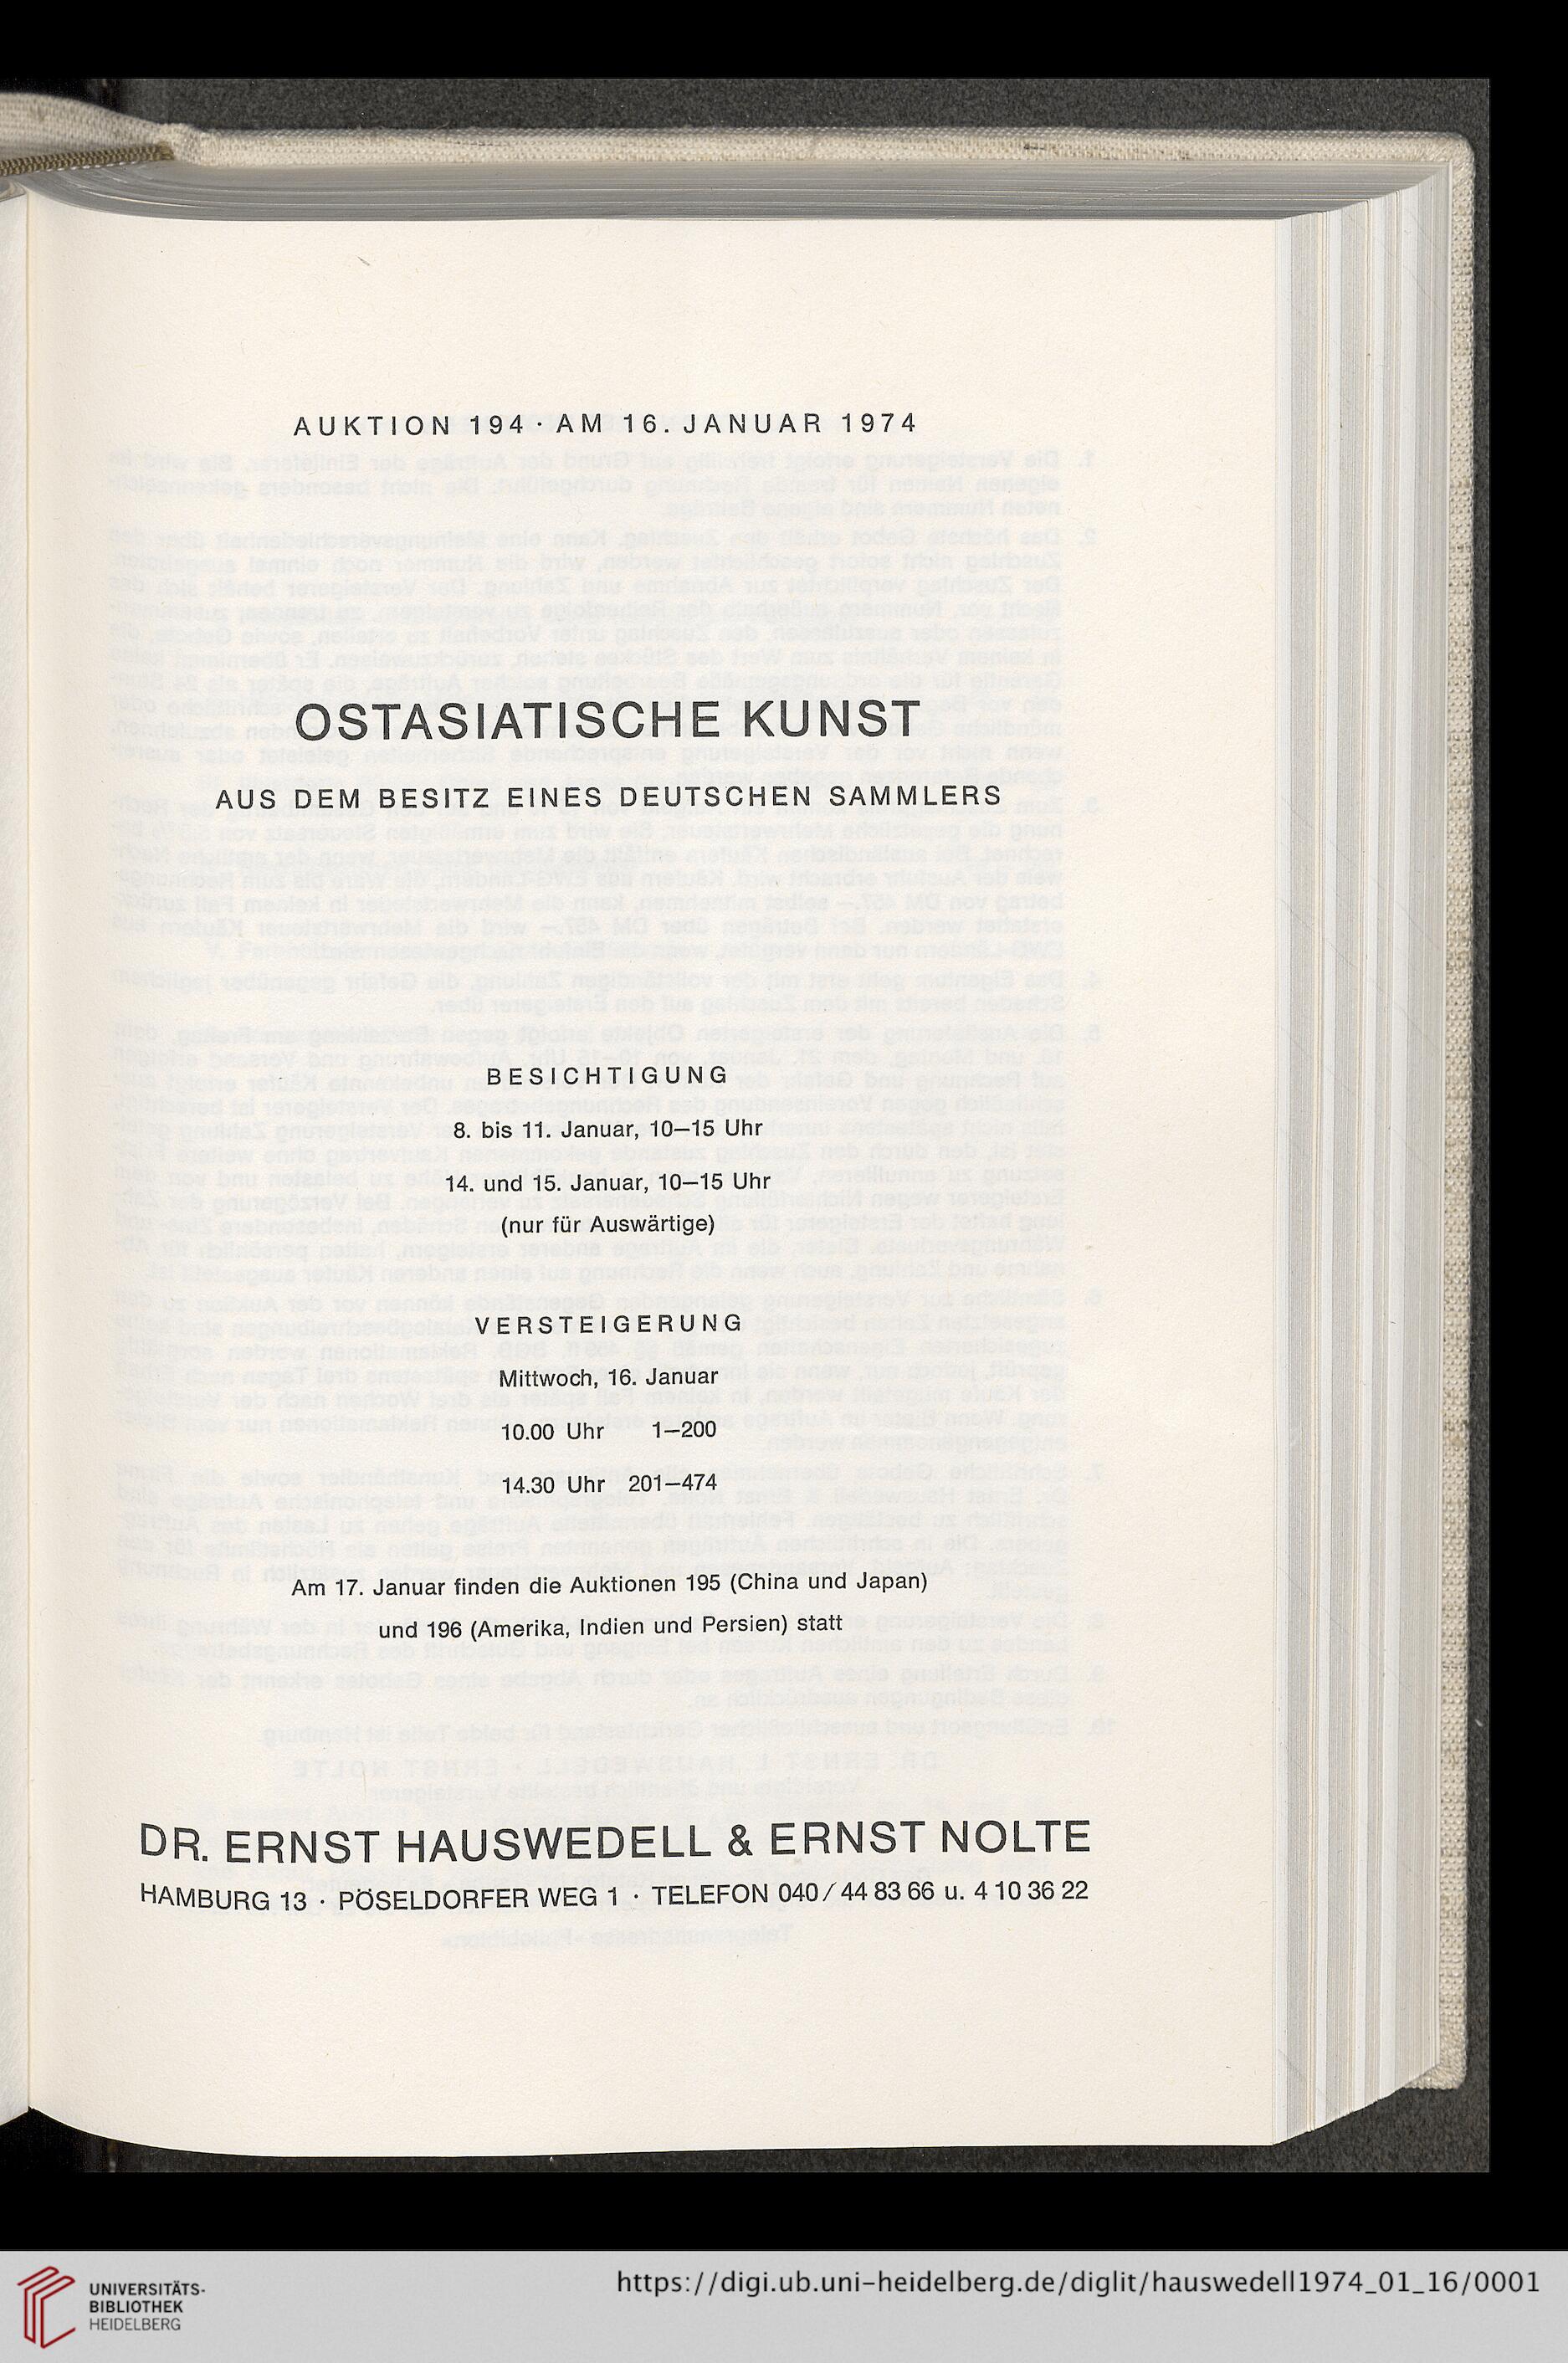 AUKTION 194 · AM 16. JANUAR 1974
OSTASIATISCHE KUNST
AUS DEM BESITZ EINES DEUTSCHEN SAMMLERS
BESICHTIGUNG
8. bis 11. Januar, 10–15 Uhr
14. und 15. Januar, 10–15 Uhr
(nur für Auswärtige)
VERSTEIGERUNG
Mittwoch, 16. Januar
10.00 Uhr 1–200
14.30 Uhr 201–474
Am 17. Januar finden die Auktionen 195 (China und Japan)
und 196 (Amerika, Indien und Persien) statt
DR. ERNST HAUSWEDELL & ERNST NOLTE
HAMBURG 13 · PÖSELDORFER WEG 1 · TELEFON 040/44 83 66 u. 4 10 36 22
UNIVERSITÄTS-
BIBLIOTHEK
HEIDELBERG
https://digi.ub.uni-heidelberg.de/diglit/hauswedell1974_01_16/0001